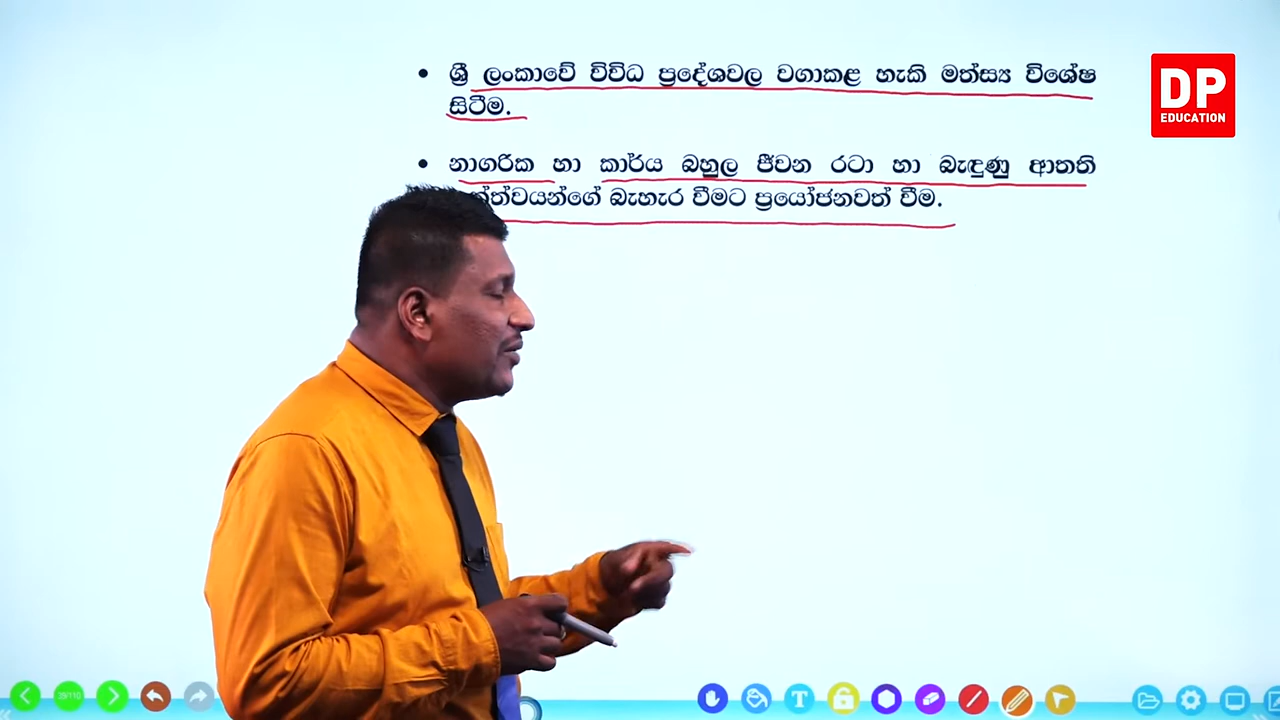 • ශ්‍රී ලංකාවේ විවිධ ප්‍රදේශවල වගාකළ හැකි මත්ස්‍ය විශේෂ
සිටීම.
• නාගරික හා කාර්ය බහුල ජීවන රටා හා බැඳුණු ආතති
බැහැර වීමට ප්‍රයෝජනවත් වීම.
DP
EDUCATION
T